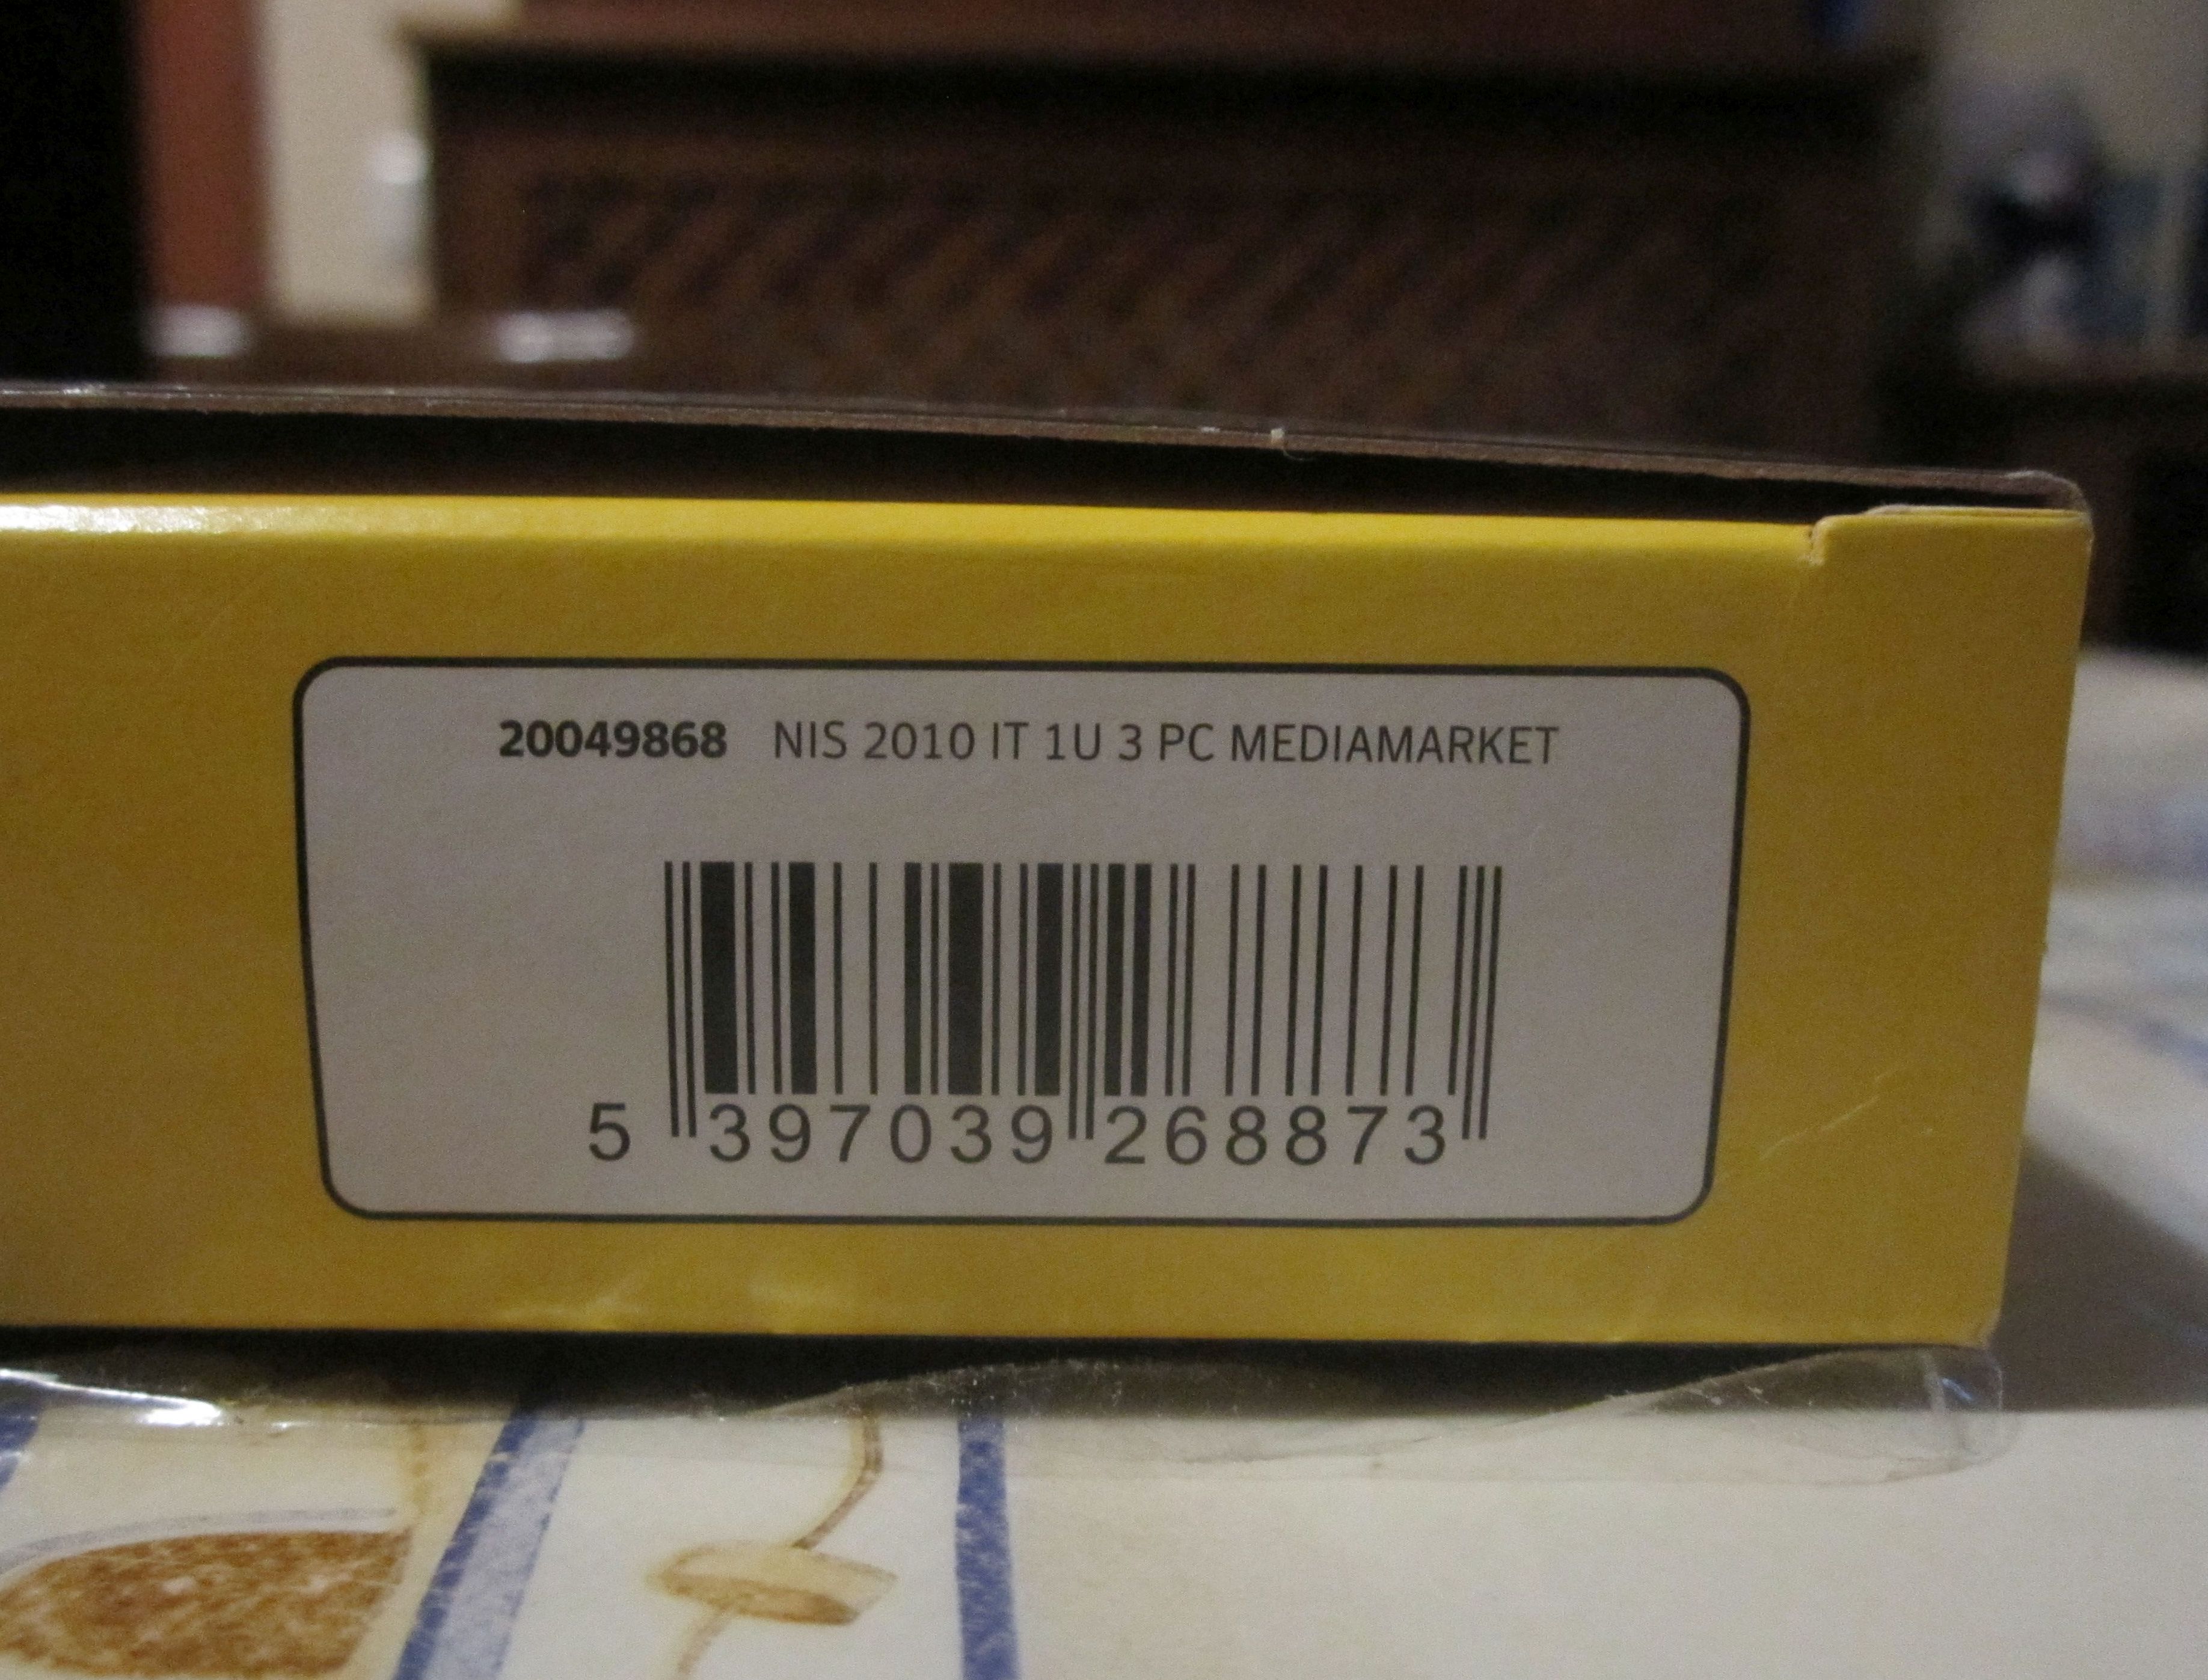 20049868 NIS 2010 IT 1U 3 PC MEDIAMARKET
5 397039 268873